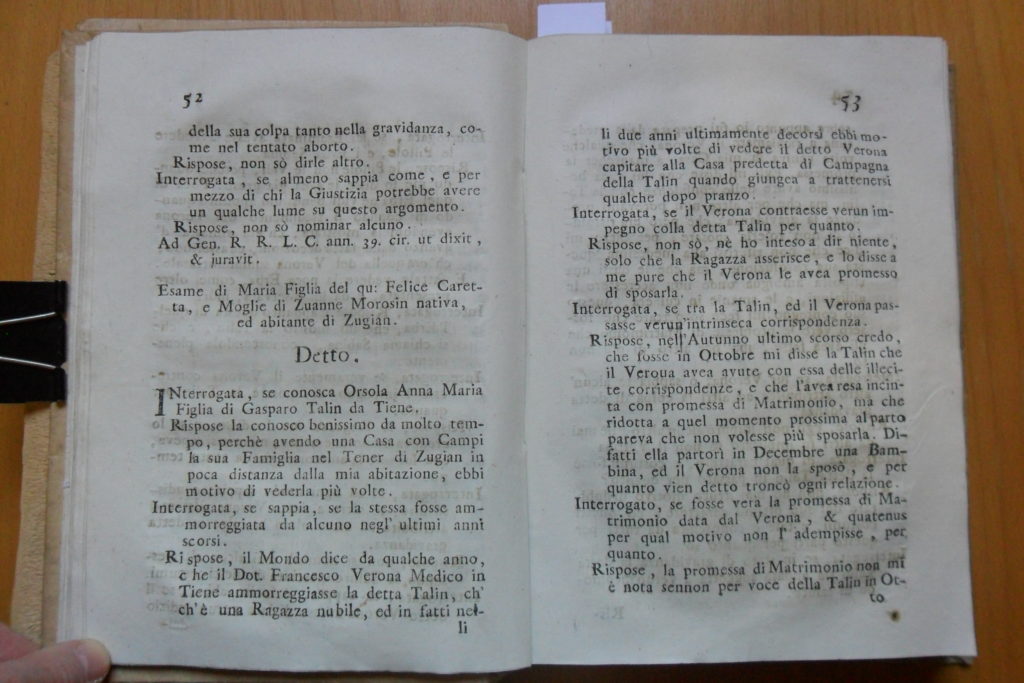 52
della sua colpa tanto nella gravidanza, co-
me nel tentato aborto.
Rispose, non sò dirle altro.
Interrogata, se almeno sappia come, e per
mezzo di chi la Giustizia potrebbe avere
un qualche lume su questo argomento.
Rispose, non sò nominar alcuno.
Ad Gen. R. R. L. C. ann. 39. cir. ut dixit,
& juravit.
Esame di Maria Figlia del qu: Felice Caret-
ta, e Moglie di Zuanne Morosin nativa,
ed abitante di Zugian.
Detto.
INterrogata, se conosca Orsola Anna Maria
Figlia di Gasparo Talin da Tiene.
Rispose la conosco benissimo da molto tem-
po, perchè avendo una Casa con Campi
la sua Famiglia nel Tener di Zugian in
poca distanza dalla mia abitazione, ebbi
motivo di vederla più volte.
Interrogata, se sappia, se la stessa fosse am-
morreggiata da alcuno negl' ultimi anni
scorsi.
Rispose, il Mondo dice da qualche anno,
che il Dot. Francesco Verona Medico in
Tiene ammorreggiasse la detta Talin, ch'
ch'è una Ragazza nubile, ed in fatti nel-
li
53
li due anni ultimamente decorsi ebbi mo-
tivo più volte di vedere il detto Verona
capitare alla Casa predetta di Campagna
della Talin quando giungea a trattenersi
qualche dopo pranzo.
Interrogata, se il Verona contraesse verun im-
pegno colla detta Talin per quanto.
Rispose, non sò, nè ho inteso a dir niente,
solo che la Ragazza asserisce, e lo disse a
me pure che il Verona le avea promesso
di sposarla.
Interrogata, se tra la Talin, ed il Verona pas-
sasse verun'intrinseca corrispondenza.
Rispose, nell'Autunno ultimo scorso credo,
che fosse in Ottobre mi disse la Talin che
il Verona avea avute con essa delle illeci-
te corrispondenze, e che l'avea resa incin-
ta con promessa di Matrimonio, ma che
ridotta a quel momento prossima al parto
pareva che non volesse più sposarla. Di-
fatti ella partorì in Decembre una Bam-
bina, ed il Verona non la sposò, e per
quanto vien detto troncò ogni relazione.
Interrogato, se fosse vera la promessa di Ma-
trimonio data dal Verona, & quatenus
per qual motivo non l' adempisse, per
quanto.
Rispose, la promessa di Matrimonio non mi
è nota sennon per voce della Talin in Ot-
to